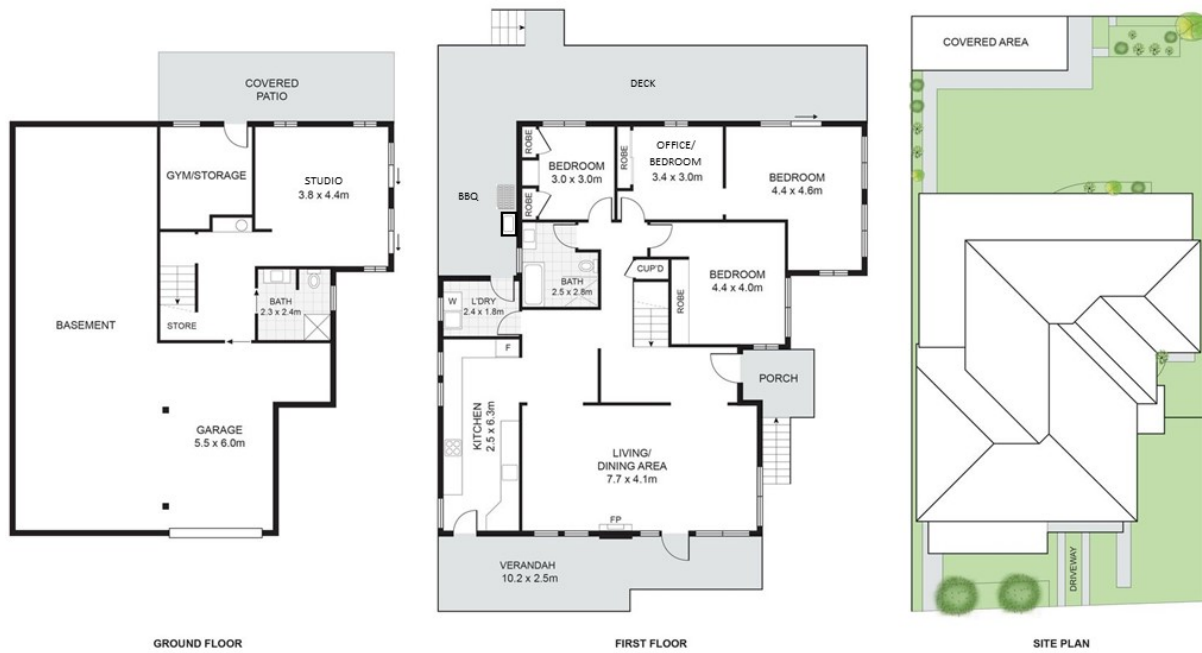 COVERED
PATIO
GYM/STORAGE
STUDIO
3.8 x 4.4m
BASEMENT
STORE
BATH
2.3 x 2.4m
GARAGE
5.5 x 6.0m
GROUND FLOOR
DECK
BBQ
ROBE
ROBE
BEDROOM
3.0 x 3.0m
ROBE
OFFICE/
BEDROOM
3.4 x 3.0m
BEDROOM
4.4 x 4.6m
BATH
2.5 x 2.8m
CUP'D
ROBE
BEDROOM
4.4 x 4.0m
W
L'DRY
2.4 x 1.8m
F
KITCHEN
2.5 x 6.3m
PORCH
LIVING/
DINING AREA
7.7 x 4.1m
FP
VERANDAH
10.2 x 2.5m
FIRST FLOOR
COVERED AREA
DRIVEWAY
SITE PLAN